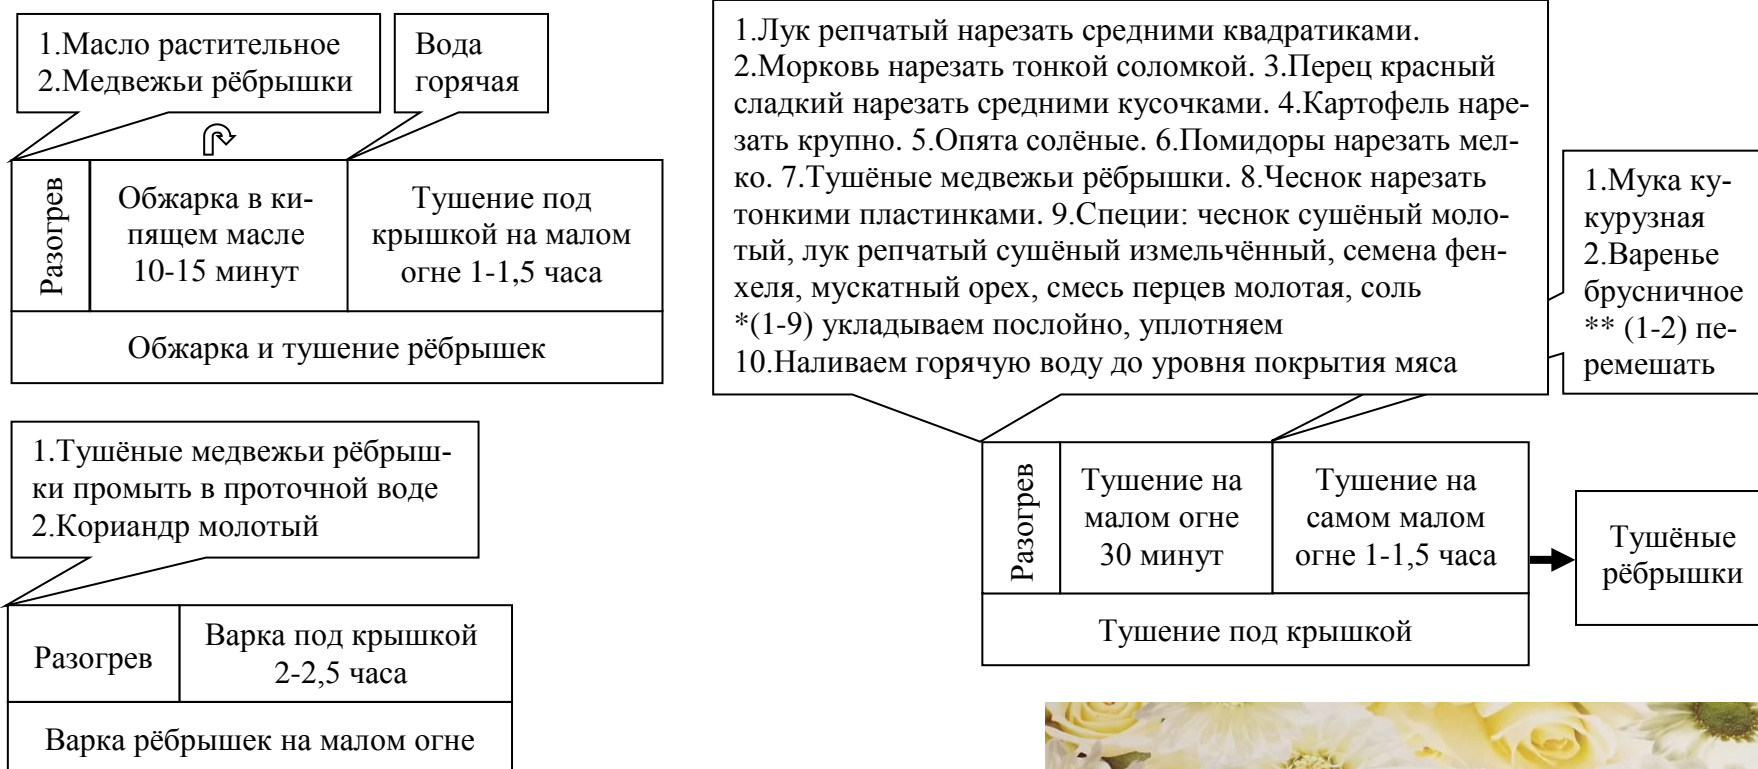 1.Масло растительное
2.Медвежьи рёбрышки
Вода
горячая
Разогрев
Обжарка в ки-
пящем масле
10-15 минут
Тушение под
крышкой на малом
огне 1-1,5 часа
Обжарка и тушение рёбрышек
1.Тушёные медвежьи рёбрыш-
ки промыть в проточной воде
2.Кориандр молотый
Разогрев
Варка под крышкой
2-2,5 часа
Варка рёбрышек на малом огне
1.Лук репчатый нарезать средними квадратиками.
2.Морковь нарезать тонкой соломкой. 3.Перец красный
сладкий нарезать средними кусочками. 4.Картофель наре-
зать крупно. 5.Опята солёные. 6.Помидоры нарезать мел-
ко. 7.Тушёные медвежьи рёбрышки. 8.Чеснок нарезать
тонкими пластинками. 9.Специи: чеснок сушёный моло-
тый, лук репчатый сушёный измельчённый, семена фен-
хеля, мускатный орех, смесь перцев молотая, соль
*(1-9) укладываем послойно, уплотняем
10.Наливаем горячую воду до уровня покрытия мяса
1.Мука ку-
курузная
2.Варенье
брусничное
** (1-2) пе-
ремешать
Разогрев
Тушение на
малом огне
30 минут
Тушение на
самом малом
огне 1-1,5 часа
Тушение под крышкой
Тушёные
рёбрышки